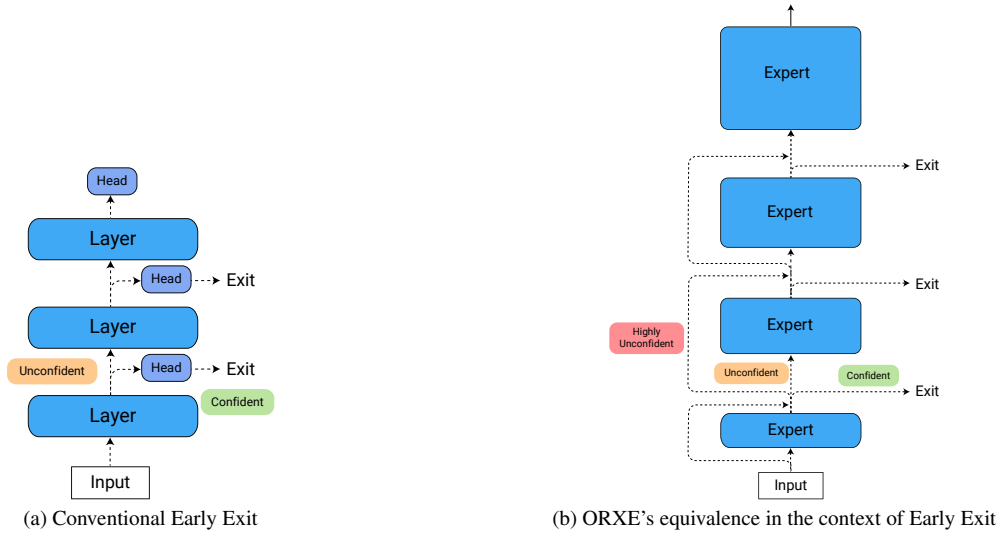 Head
Layer
Head
Exit
Layer
Unconfident
Head
Exit
Confident
Layer
Input
(a) Conventional Early Exit
Expert
Exit
Expert
Exit
Highly
Unconfident
Expert
Unconfident
Confident
Exit
Expert
Input
(b) ORXE's equivalence in the context of Early Exit